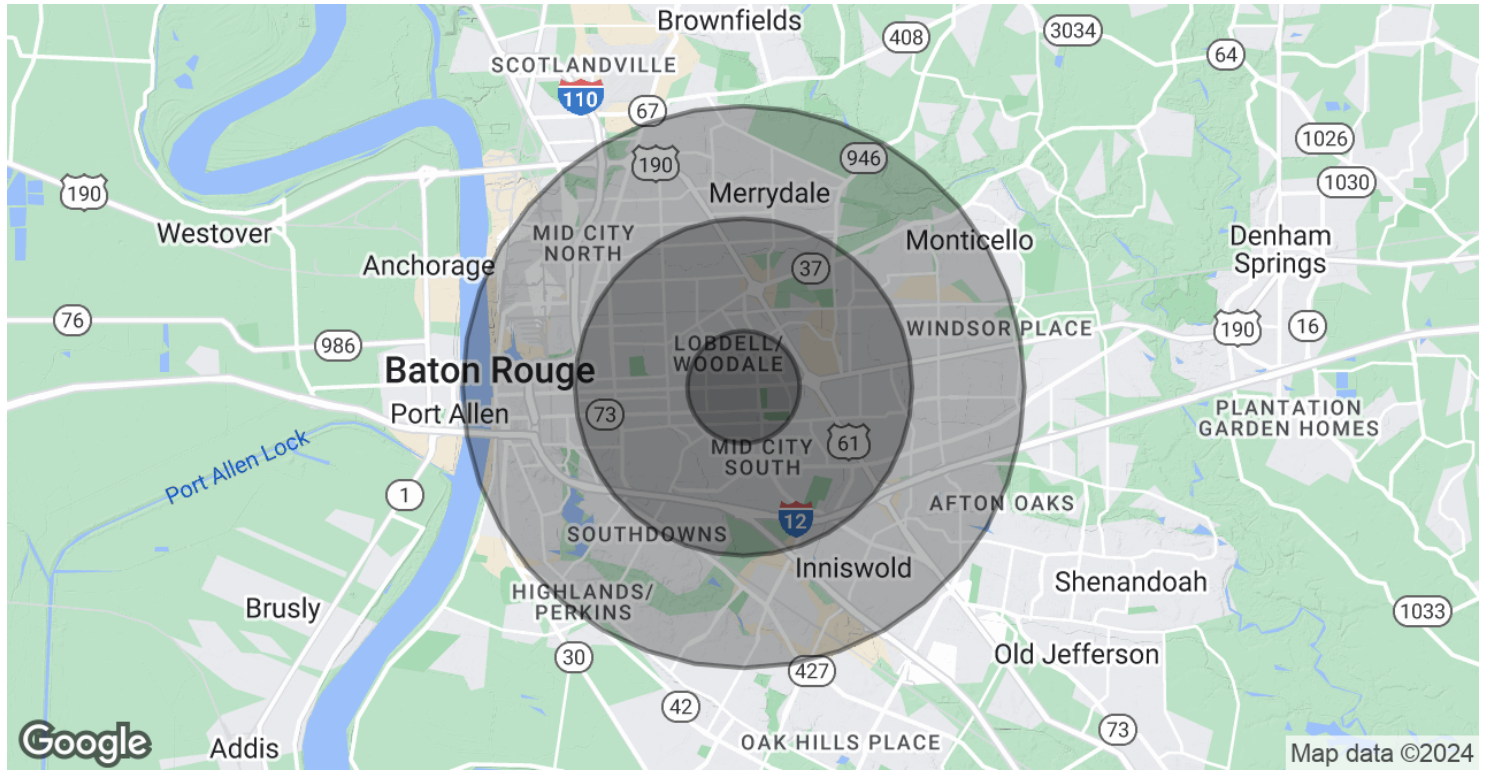 Brownfields
408
3034
64
SCOTLANDVILLE
110
67
1026
946
190
1030
190
Merrydale
Westover
MID CITY
NORTH
Monticello
Denham
Springs
Anchorage
37
76
WINDSOR PLACE
190
16
986
LOBDELL/
WOODALE
Baton Rouge
Port Allen
73
PLANTATION
GARDEN HOMES
61
MID CITY
SOUTH
Port Allen Lock
1
AFTON OAKS
12
SOUTHDOWNS
Inniswold
Shenandoah
HIGHLANDS/
PERKINS
Brusly
1033
30
Old Jefferson
427
42
73
Google
Addis
OAK HILLS PLACE
Map data ©2024